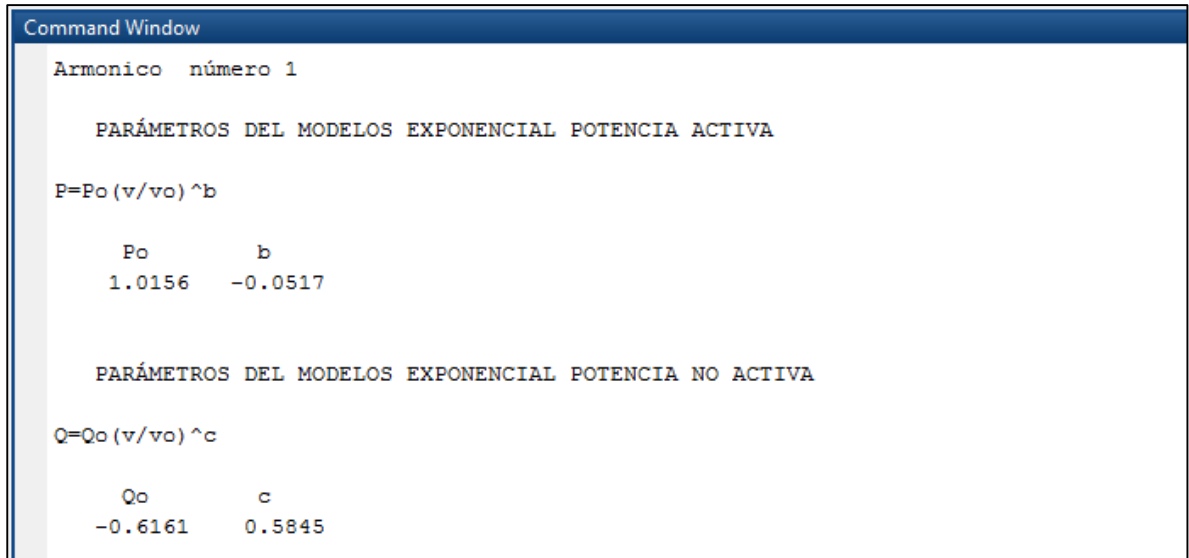 Command Window
Armonico  número 1
PARÁMETROS DEL MODELOS EXPONENCIAL POTENCIA ACTIVA
P=Po(v/vo)^b
Po b
1.0156 -0.0517
PARÁMETROS DEL MODELOS EXPONENCIAL POTENCIA NO ACTIVA
Q=Qo(v/vo)^c
Qo c
-0.6161 0.5845